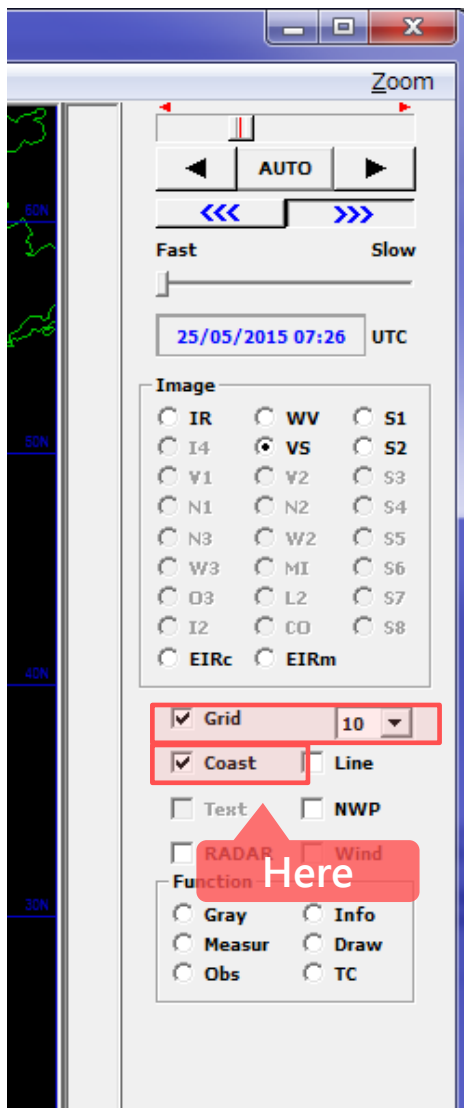 Zoom
AUTO
<<< >>>
Fast Slow
25/05/2015 07:26 UTC
60N
50N
40N
30N
Image
IR WV S1
I4 VS S2
V1 V2 S3
N1 N2 S4
N3 W2 S5
W3 MI S6
O3 L2 S7
I2 CO S8
EIRc EIRm
Grid 10
Coast Line
Text NWP
RADAR Wind
Here
Function
Gray Info
Measur Draw
Obs TC